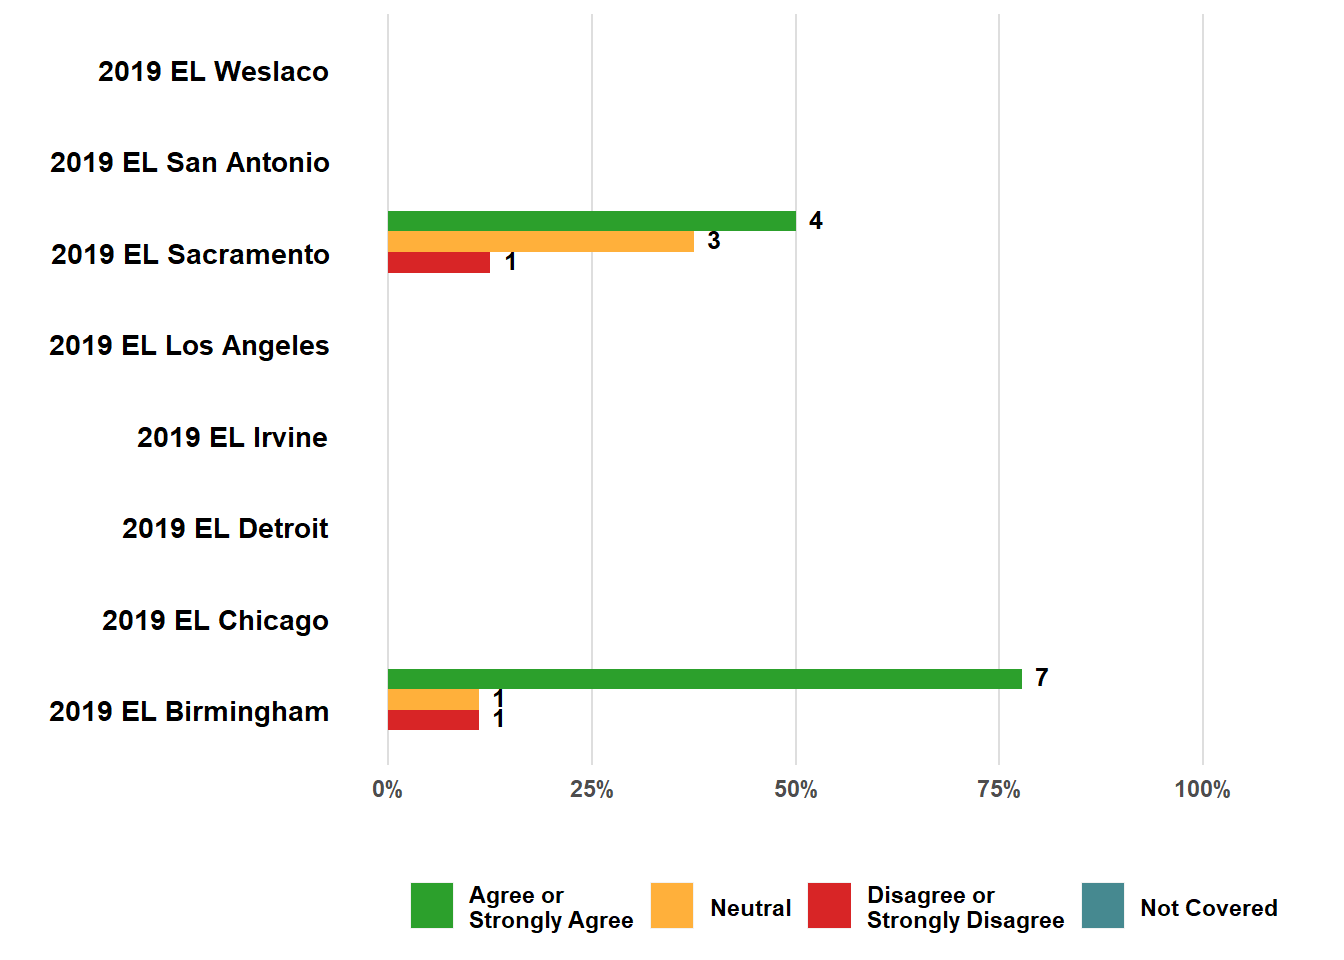 2019 EL Weslaco
2019 EL San Antonio
4
2019 EL Sacramento
3
1
2019 EL Los Angeles
2019 EL Irvine
2019 EL Detroit
2019 EL Chicago
7
2019 EL Birmingham
1
1
0%
25%
50%
75%
100%
Agree or
Strongly Agree
Neutral
Disagree or
Strongly Disagree
Not Covered